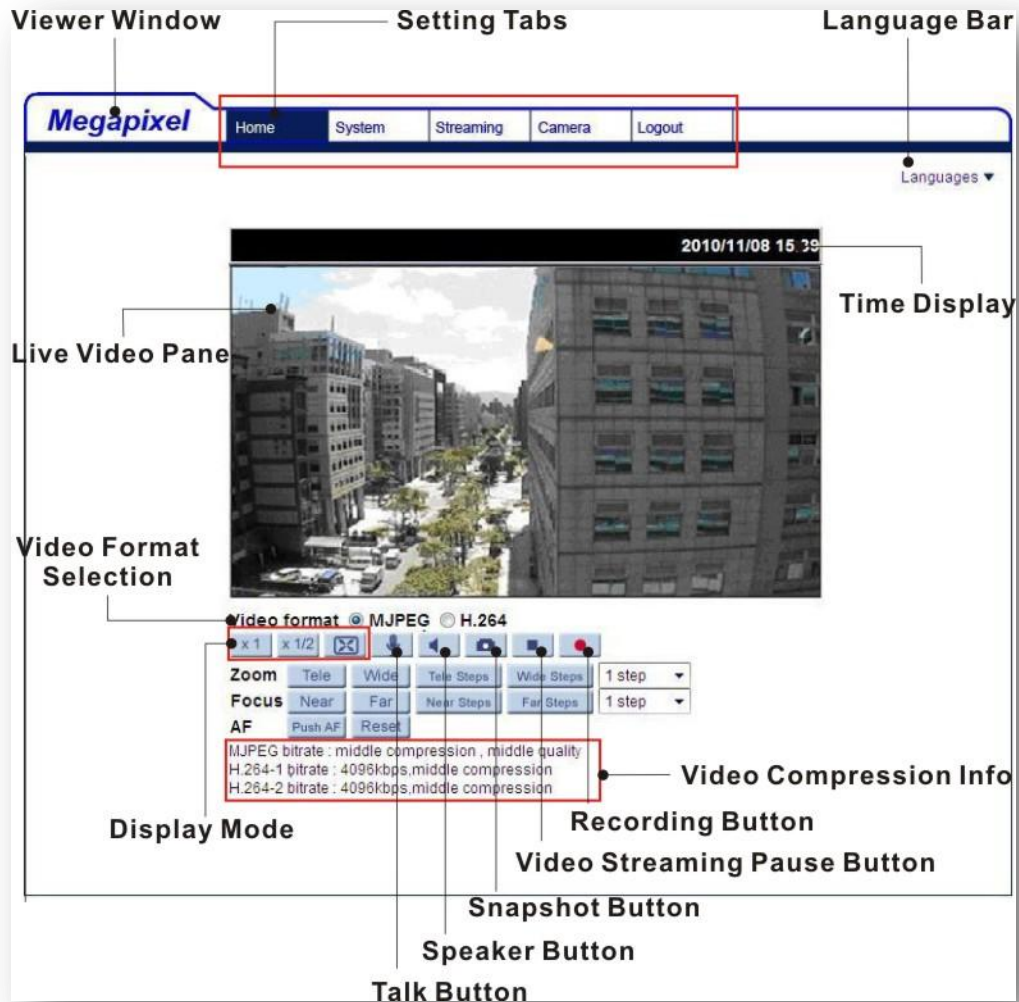 Viewer Window Setting Tabs Language Bar
Megapixel Home System Streaming Camera Logout
Languages
2010/11/08 15:39
Time Display
Live Video Pane
Video Format
Selection
Video format MJPEG H.264
x 1 x 1/2
Zoom Tele Wide Tele Steps Wide Steps 1 step
Focus Near Far Near Steps Far Steps 1 step
AF Push AF Reset
MJPEG bitrate : middle compression , middle quality
H.264-1 bitrate : 4096kbps,middle compression
H.264-2 bitrate : 4096kbps,middle compression
Video Compression Info
Display Mode
Recording Button
Video Streaming Pause Button
Snapshot Button
Speaker Button
Talk Button